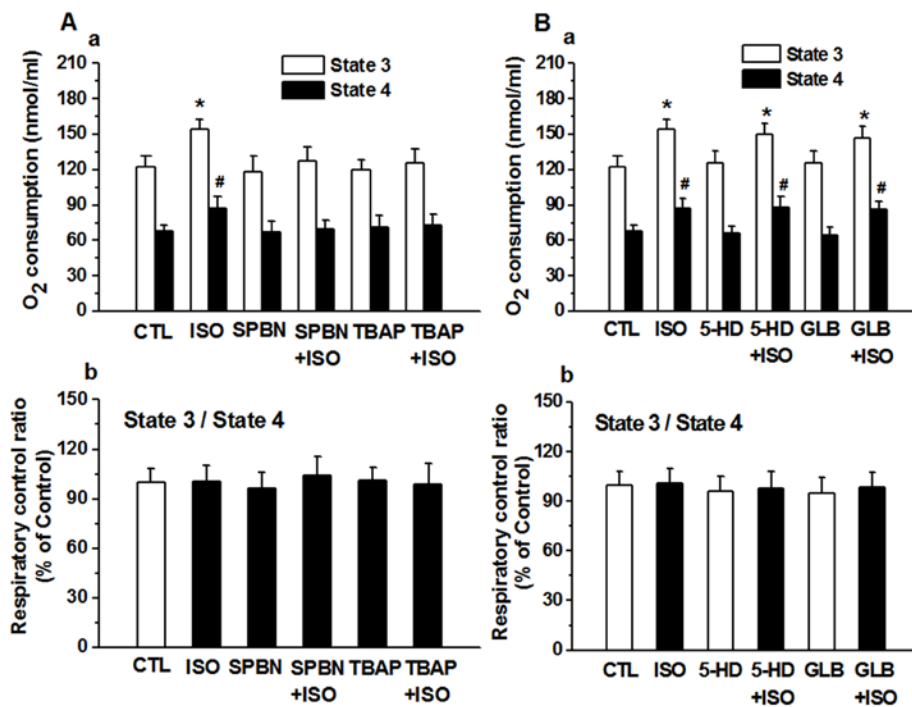 A
a
State 3
State 4
O2 consumption (nmol/ml)
210
180
150
120
90
60
30
0
*
#
CTL ISO SPBN SPBN TBAP TBAP
+ISO +ISO
b
State 3 / State 4
Respiratory control ratio
(% of Control)
150
120
90
60
30
0
CTL ISO SPBN SPBN TBAP TBAP
+ISO +ISO
B
a
State 3
State 4
O2 consumption (nmol/ml)
210
180
150
120
90
60
30
0
* * *
# # #
CTL ISO 5-HD 5-HD GLB GLB
+ISO +ISO
b
State 3 / State 4
Respiratory control ratio
(% of Control)
150
120
90
60
30
0
CTL ISO 5-HD 5-HD GLB GLB
+ISO +ISO